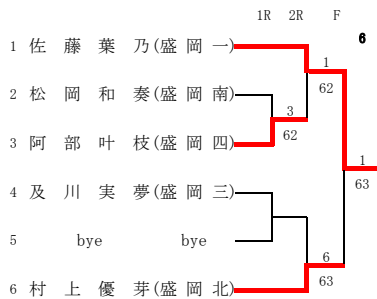 1R 2R F
6
1 佐 藤 葉 乃(盛 岡 一)
1
62
2 松 岡 和 奏(盛 岡 南)
3
62
3 阿 部 叶 枝(盛 岡 四)
1
63
4 及 川 実 夢(盛 岡 三)
5 bye bye
6
63
6 村 上 優 芽(盛 岡 北)